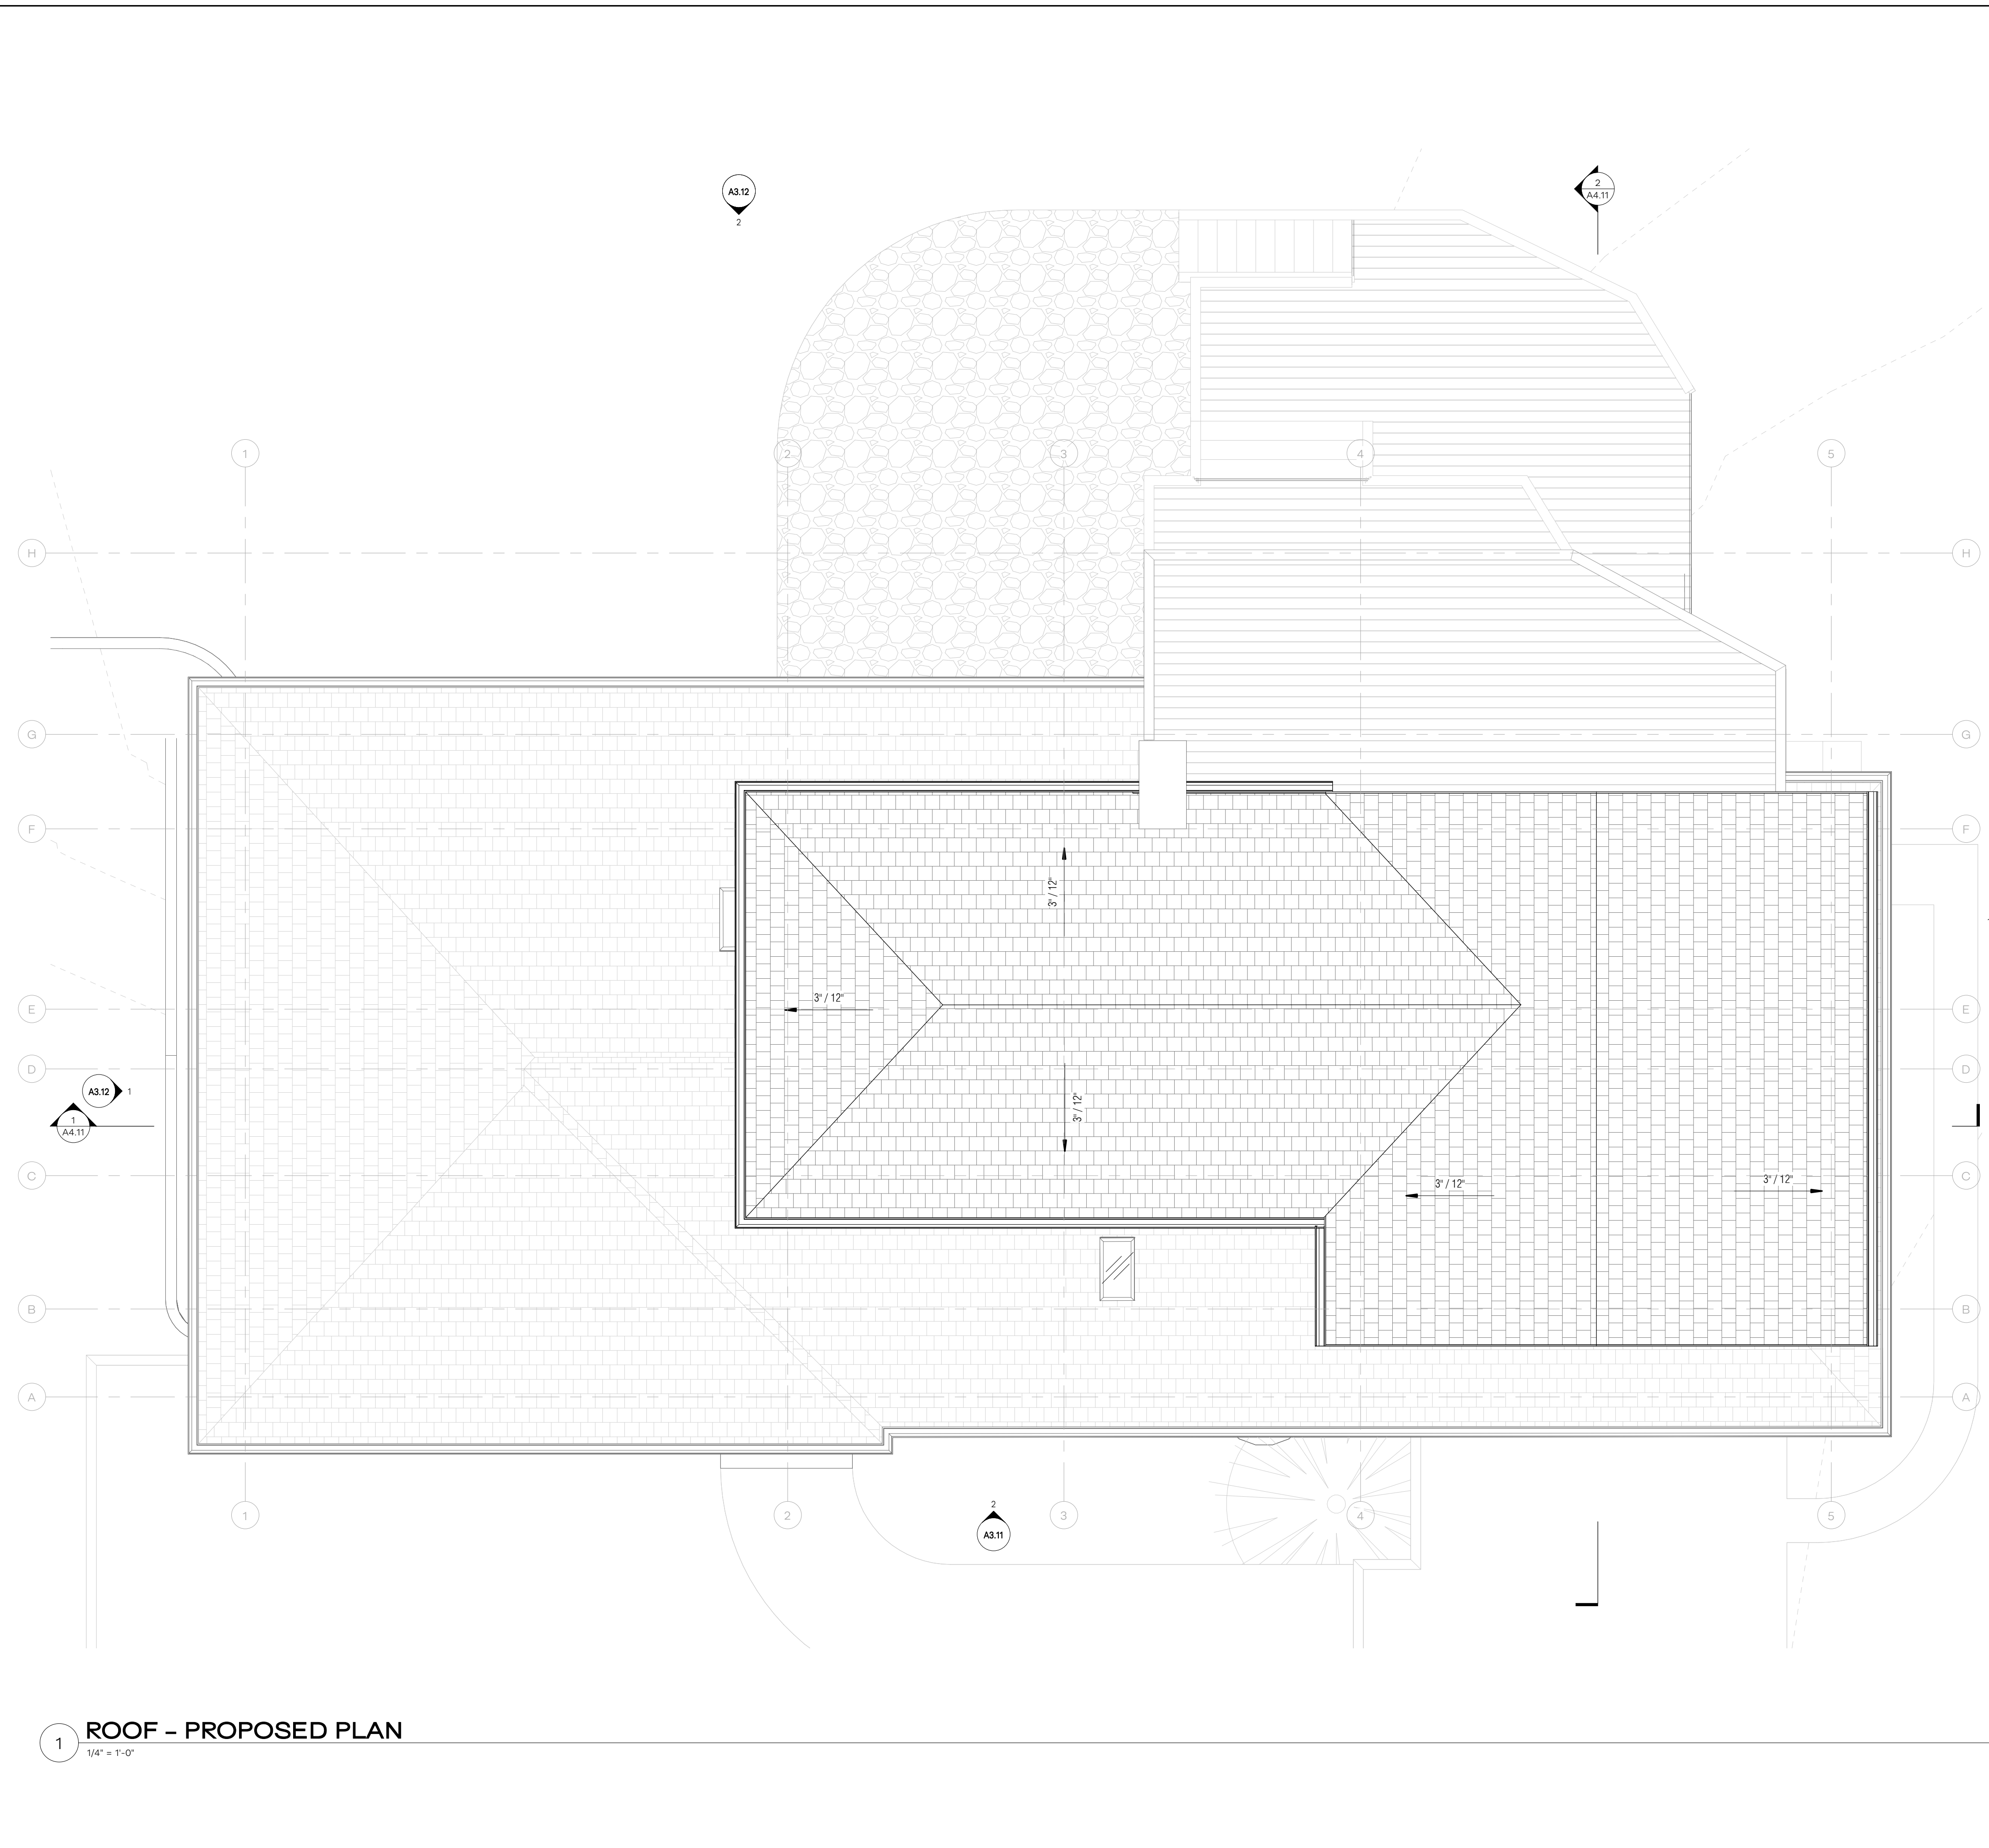 A3.12
2
2
A4.11
1
2
3
4
5
H
H
G
G
F
F
3" / 12"
3" / 12"
E
E
D
D
A3.12
1
3" / 12"
1
A4.11
C
C
3" / 12"
3" / 12"
B
B
A
A
2
A3.11
1
2
3
4
5
1
ROOF - PROPOSED PLAN
1/4" = 1'-0"